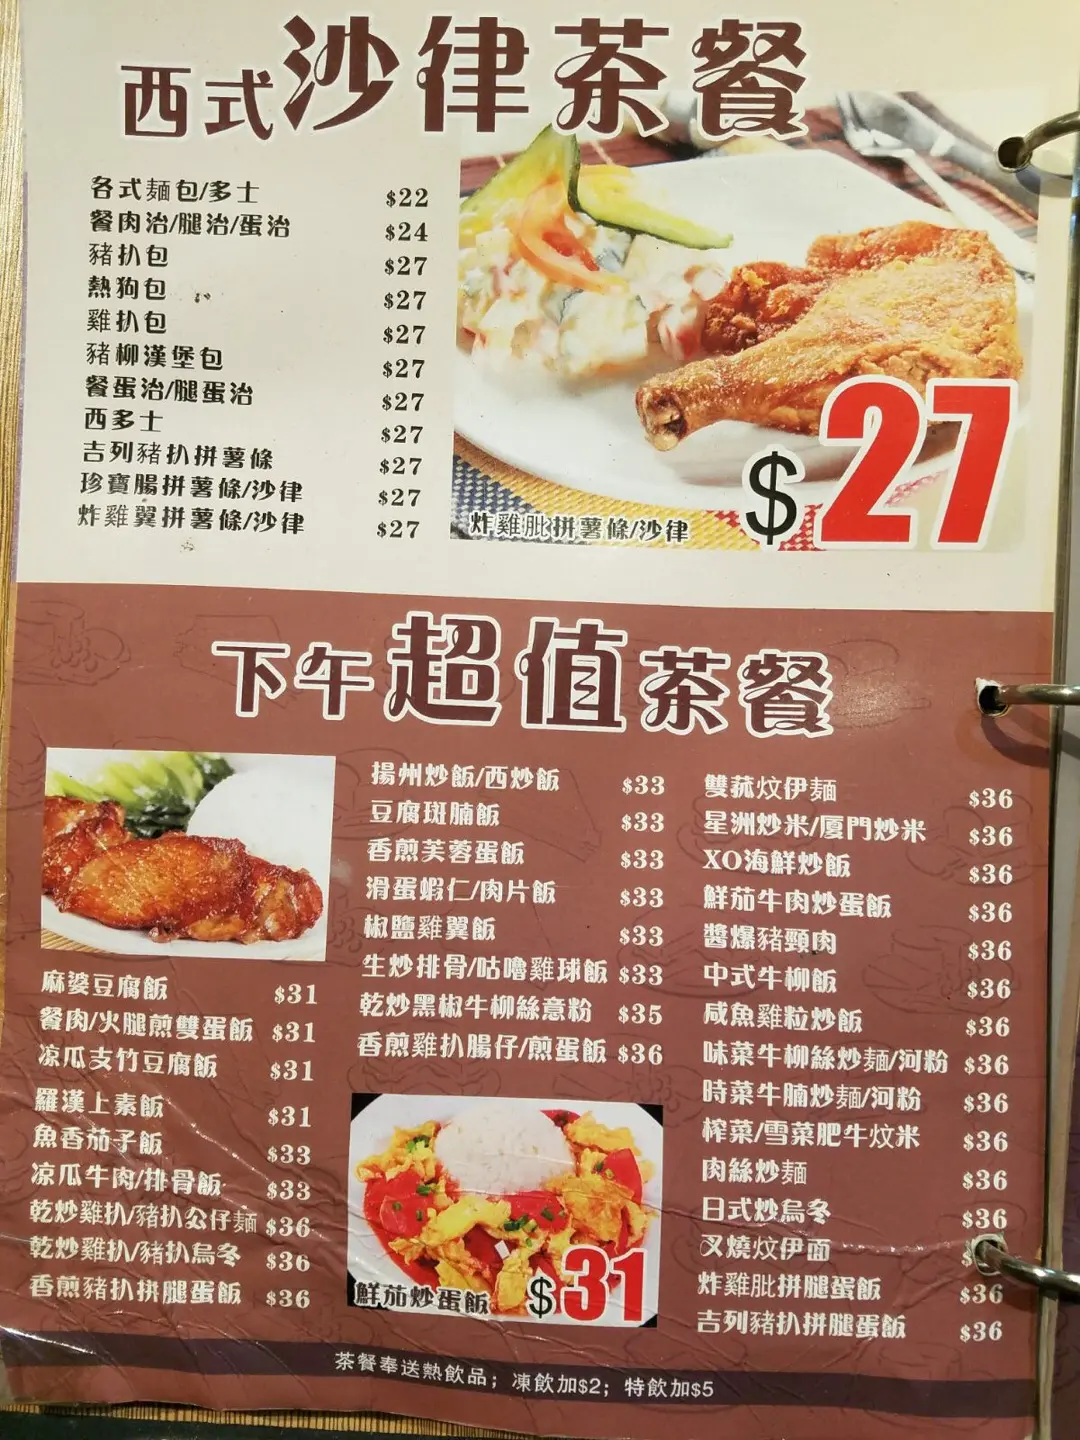 西式沙律茶餐
各式麵包/多士 $22
餐肉治/腿治/蛋治 $24
豬扒包 $27
熱狗包 $27
雞扒包 $27
豬柳漢堡包 $27
餐蛋治/腿蛋治 $27
西多士 $27
吉列豬扒拼薯條 $27
珍寶腸拼薯條/沙律 $27
炸雞翼拼薯條/沙律 $27
炸雞肶拼薯條/沙律 $27
下午超值茶餐
麻婆豆腐飯 $31
餐肉/火腿煎雙蛋飯 $31
凉瓜支竹豆腐飯 $31
羅漢上素飯 $31
魚香茄子飯 $33
凉瓜牛肉/排骨飯 $33
乾炒雞扒/豬扒公仔麵 $36
乾炒雞扒/豬扒烏冬 $36
香煎豬扒拼腿蛋飯 $36
揚州炒飯/西炒飯 $33
豆腐斑腩飯 $33
香煎芙蓉蛋飯 $33
滑蛋蝦仁/肉片飯 $33
椒鹽雞翼飯 $33
生炒排骨/咕嚕雞球飯 $33
乾炒黑椒牛柳絲意粉 $35
香煎雞扒腸仔/煎蛋飯 $36
鮮茄炒蛋飯 $31
雙菰炆伊麵 $36
星洲炒米/厦門炒米 $36
XO海鮮炒飯 $36
鮮茄牛肉炒蛋飯 $36
醬爆豬頸肉 $36
中式牛柳飯 $36
咸魚雞粒炒飯 $36
味菜牛柳絲炒麵/河粉 $36
時菜牛腩炒麵/河粉 $36
榨菜/雪菜肥牛炆米 $36
肉絲炒麵 $36
日式炒烏冬 $36
叉燒炆伊面 $
炸雞肶拼腿蛋飯 $36
吉列豬扒拼腿蛋飯 $36
茶餐奉送熱飲品；凍飲加$2；特飲加$5